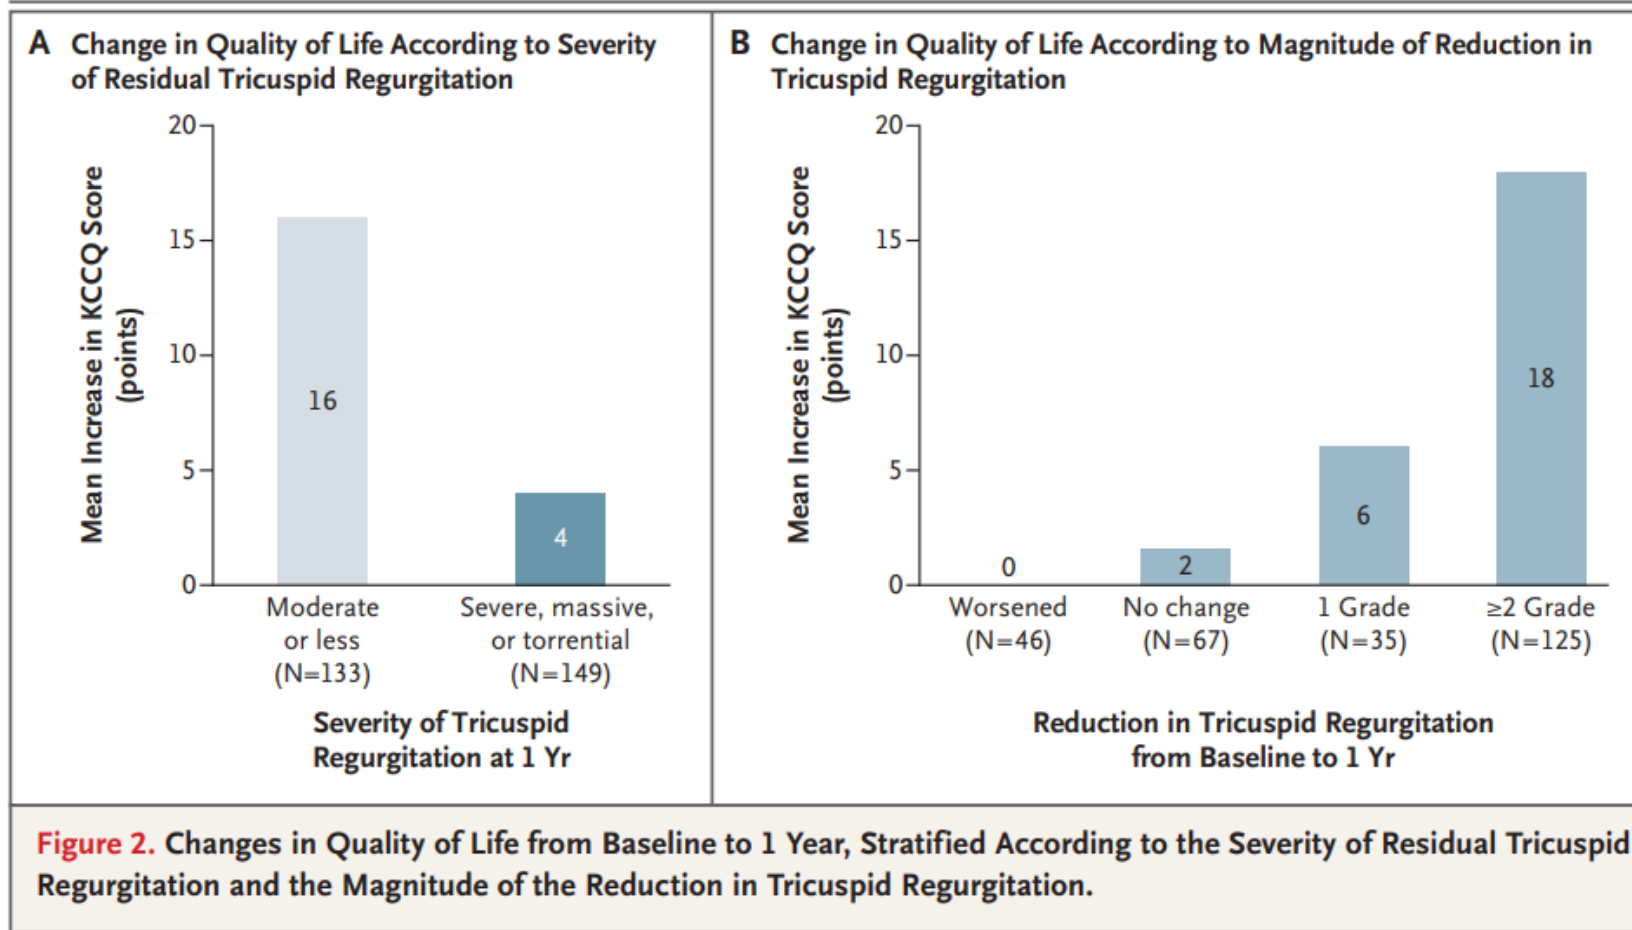 A Change in Quality of Life According to Severity
of Residual Tricuspid Regurgitation
Mean Increase in KCCQ Score
(points)
20
15
10
5
0
16
4
Moderate
or less
(N=133)
Severe, massive,
or torrential
(N=149)
Severity of Tricuspid
Regurgitation at 1 Yr
B Change in Quality of Life According to Magnitude of Reduction in
Tricuspid Regurgitation
Mean Increase in KCCQ Score
(points)
20
15
10
5
0
0
2
6
18
Worsened
(N=46)
No change
(N=67)
1 Grade
(N=35)
≥2 Grade
(N=125)
Reduction in Tricuspid Regurgitation
from Baseline to 1 Yr
Figure 2. Changes in Quality of Life from Baseline to 1 Year, Stratified According to the Severity of Residual Tricuspid
Regurgitation and the Magnitude of the Reduction in Tricuspid Regurgitation.